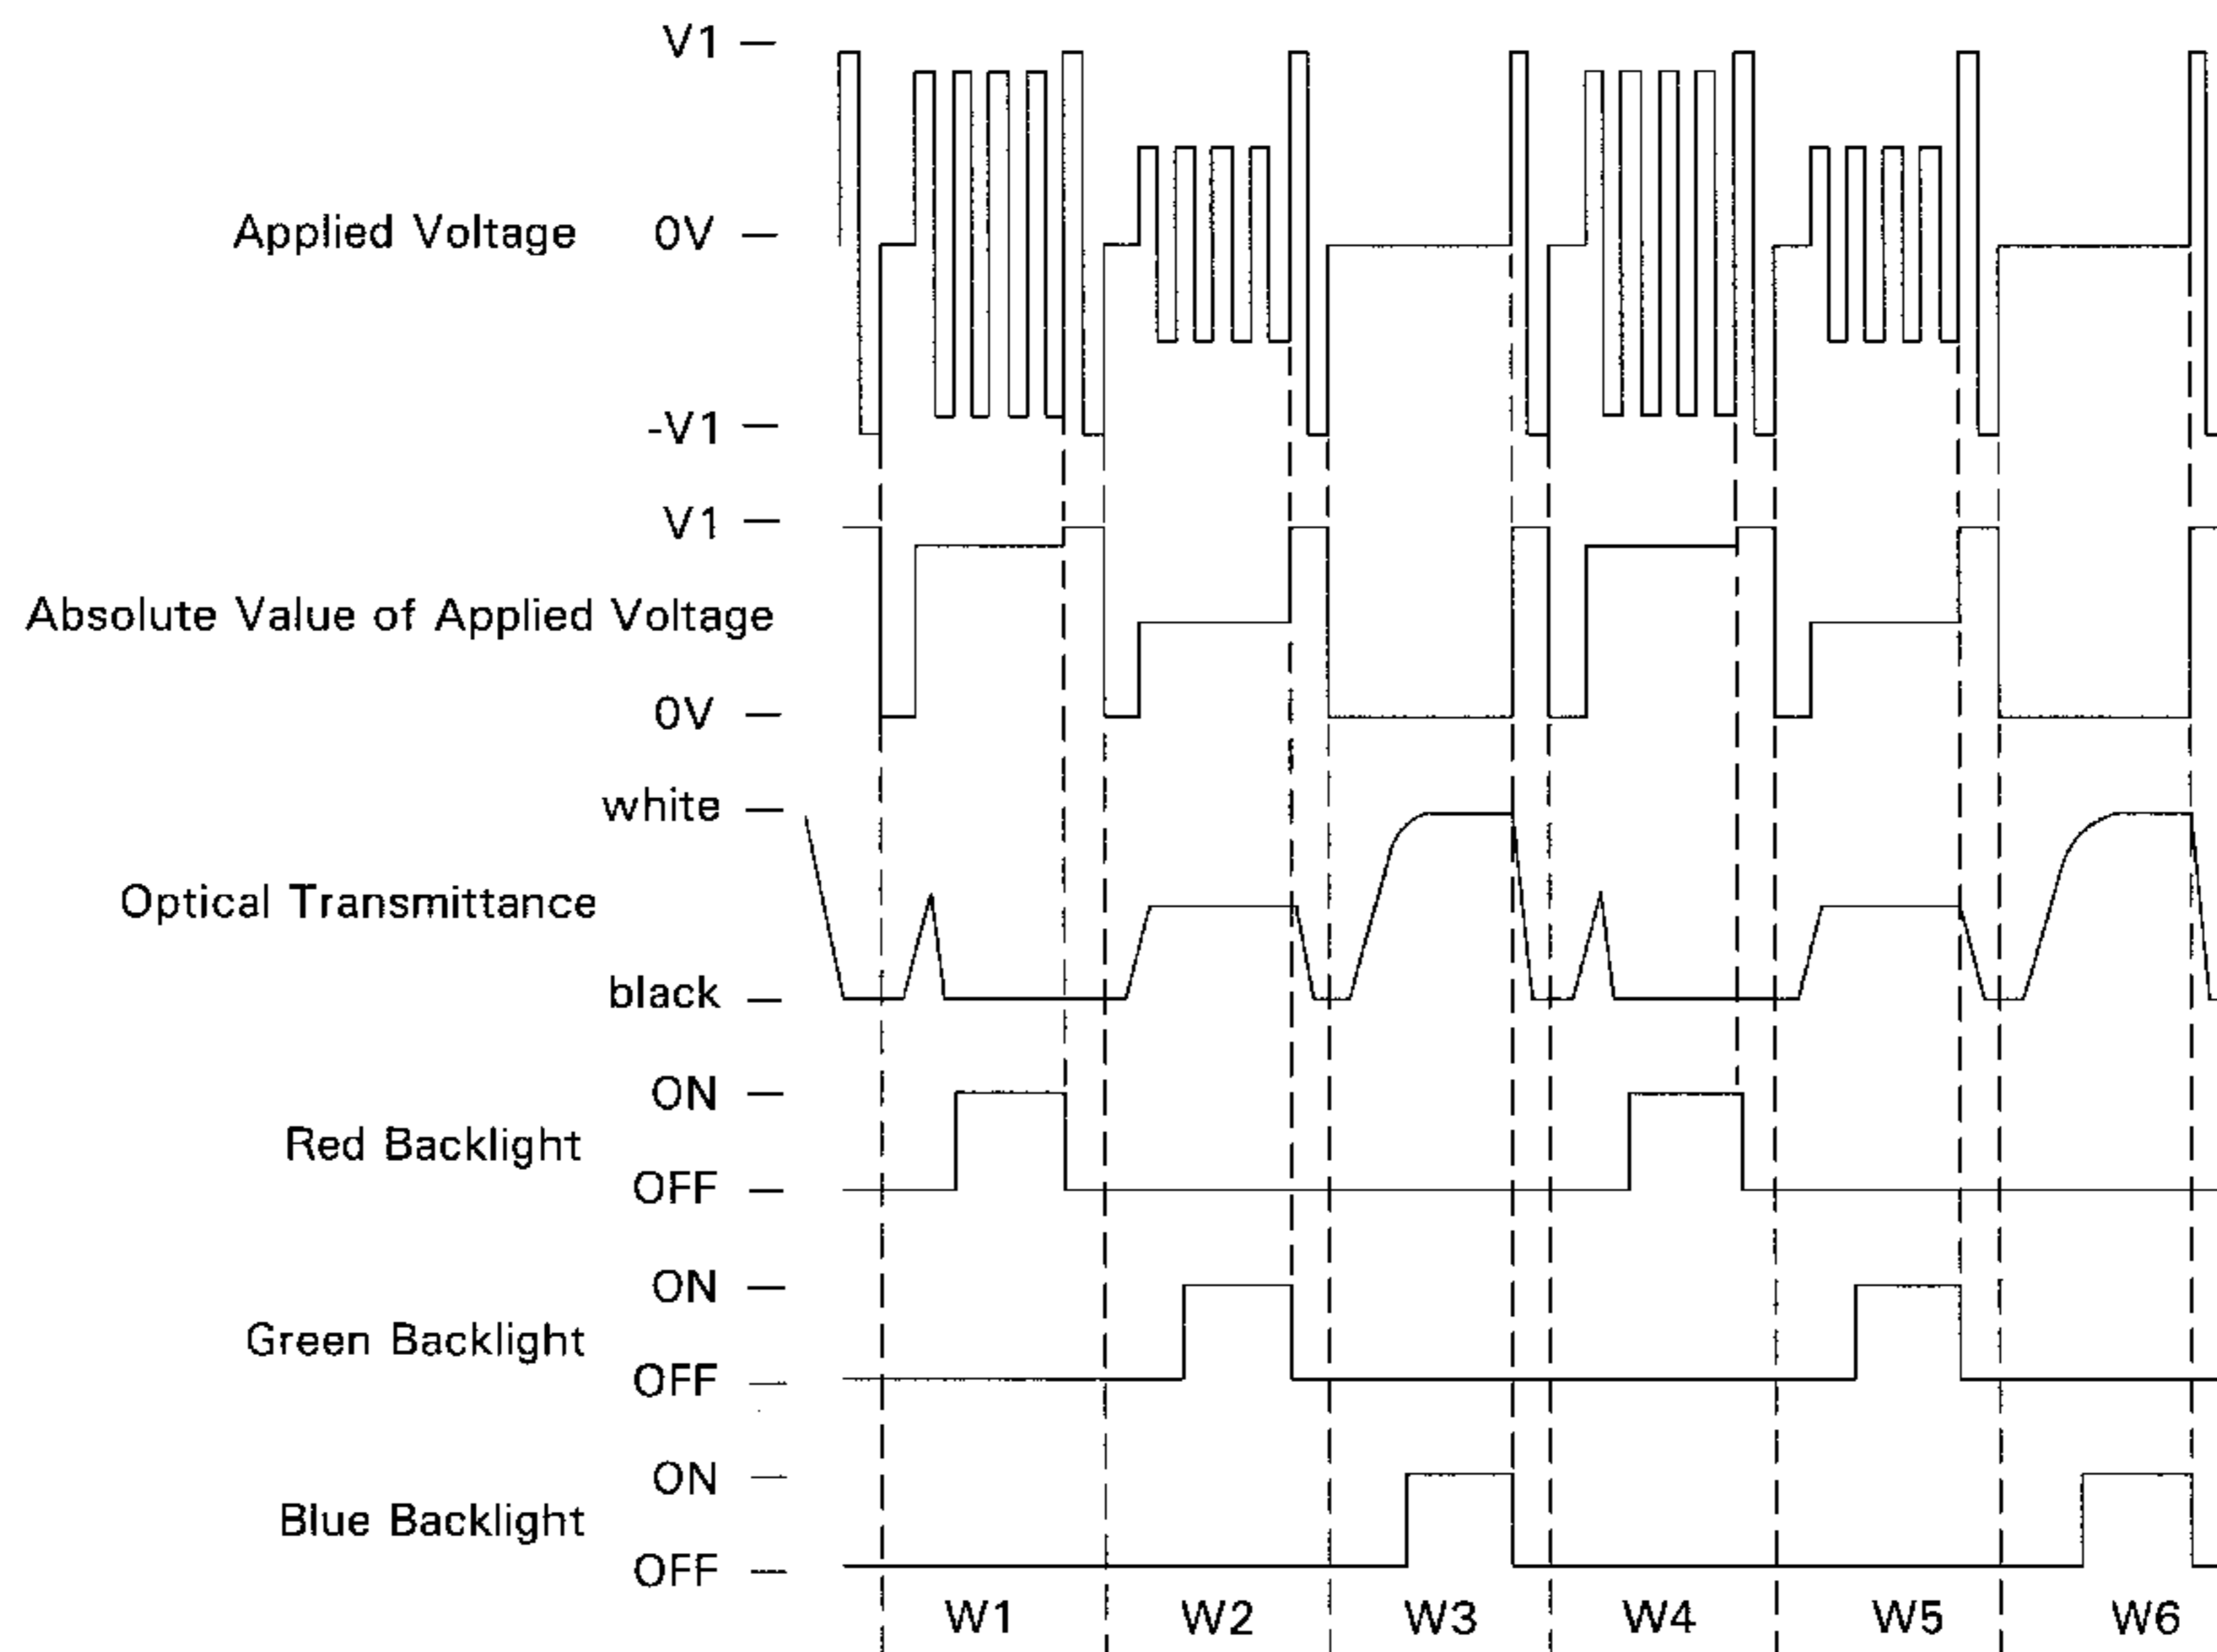 V1
Applied Voltage 0V
-V1
V1
Absolute Value of Applied Voltage
0V
white
Optical Transmittance
black
ON
Red Backlight
OFF
ON
Green Backlight
OFF
ON
Blue Backlight
OFF
W1 W2 W3 W4 W5 W6